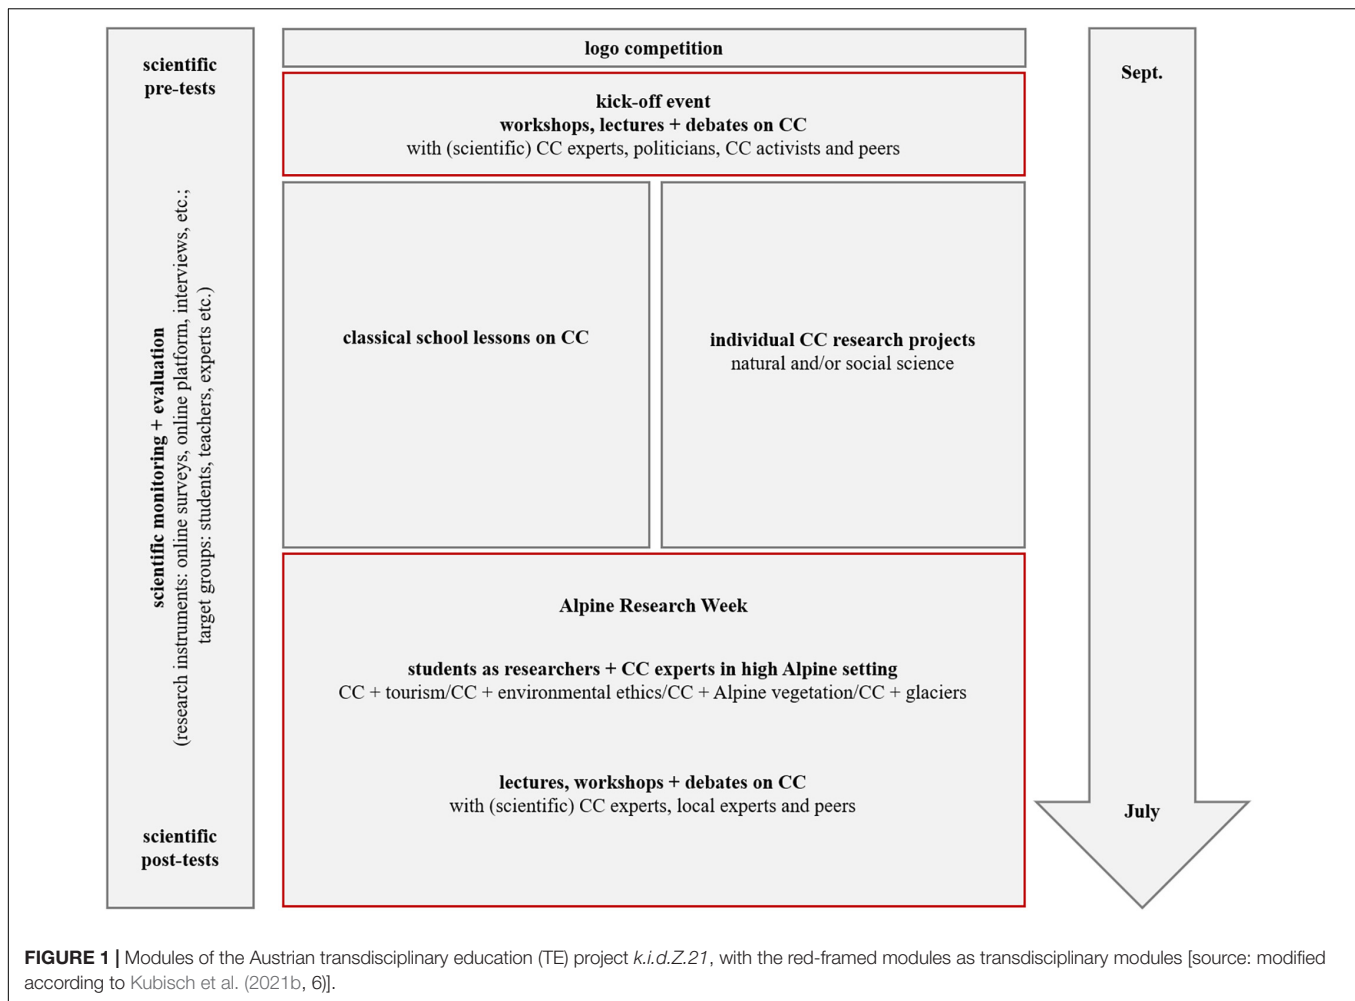 scientific
pre-tests
scientific monitoring + evaluation
(research instruments: online surveys, online platform, interviews, etc.;
target groups: students, teachers, experts etc.)
scientific
post-tests
logo competition
kick-off event
workshops, lectures + debates on CC
with (scientific) CC experts, politicians, CC activists and peers
classical school lessons on CC
individual CC research projects
natural and/or social science
Alpine Research Week
students as researchers + CC experts in high Alpine setting
CC + tourism/CC + environmental ethics/CC + Alpine vegetation/CC + glaciers
lectures, workshops + debates on CC
with (scientific) CC experts, local experts and peers
Sept.
July
FIGURE 1 | Modules of the Austrian transdisciplinary education (TE) project k.i.d.Z.21, with the red-framed modules as transdisciplinary modules [source: modified
according to Kubisch et al. (2021b, 6)].